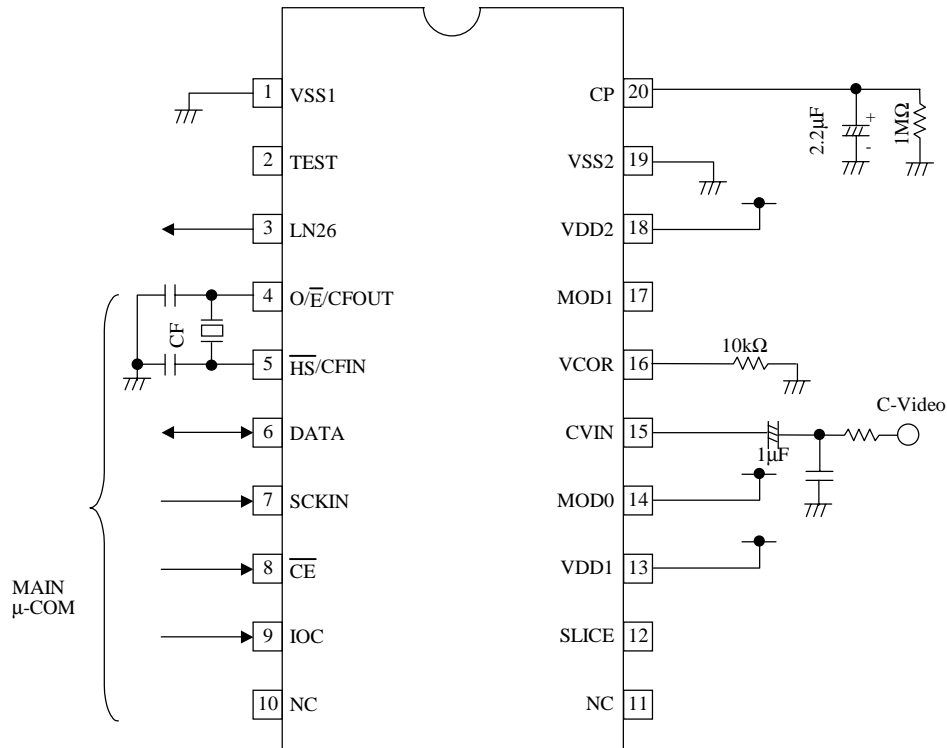 1 VSS1
2 TEST
3 LN26
4 O/E̅/CFOUT
5 H̅S̅/CFIN
6 DATA
7 SCKIN
8 C̅E̅
9 IOC
10 NC
CF
MAIN
μ-COM
CP 20
VSS2 19
VDD2 18
MOD1 17
VCOR 16
CVIN 15
MOD0 14
VDD1 13
SLICE 12
NC 11
2.2μF
+
-
1MΩ
10kΩ
C-Video
1μF